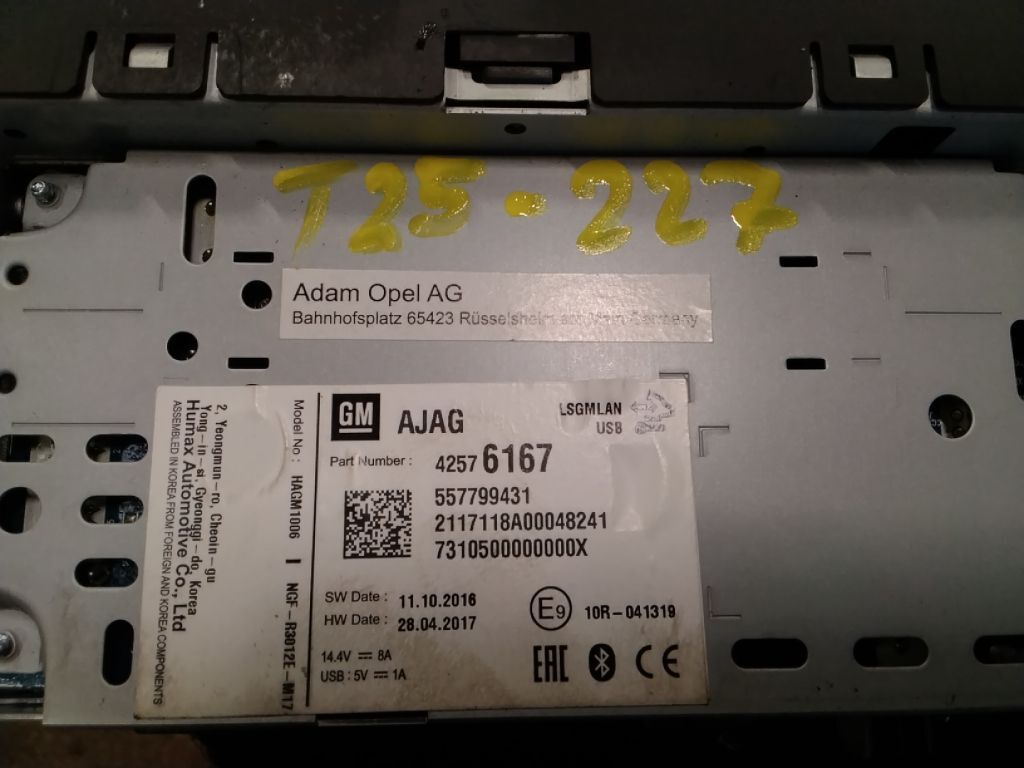 T25-227
Adam Opel AG
Bahnhofsplatz 65423 Rüsselsheim am Main Germany
2, Yeongmun-ro, Cheoin-gu
Yong-in-si, Gyeonggi-do, Korea
Humax Automotive Co., Ltd
ASSEMBLED IN KOREA FROM FOREIGN AND KOREA COMPONENTS
Model No: HAGM1006 I NGF-R3012E-M17
GM AJAG
LSGMLAN
USB
Part Number: 42576167
557799431
2117118A00048241
7310500000000X
SW Date: 11.10.2016
HW Date: 28.04.2017
E9 10R-041319
14.4V ⎓ 8A
USB: 5V ⎓ 1A
EAC CE